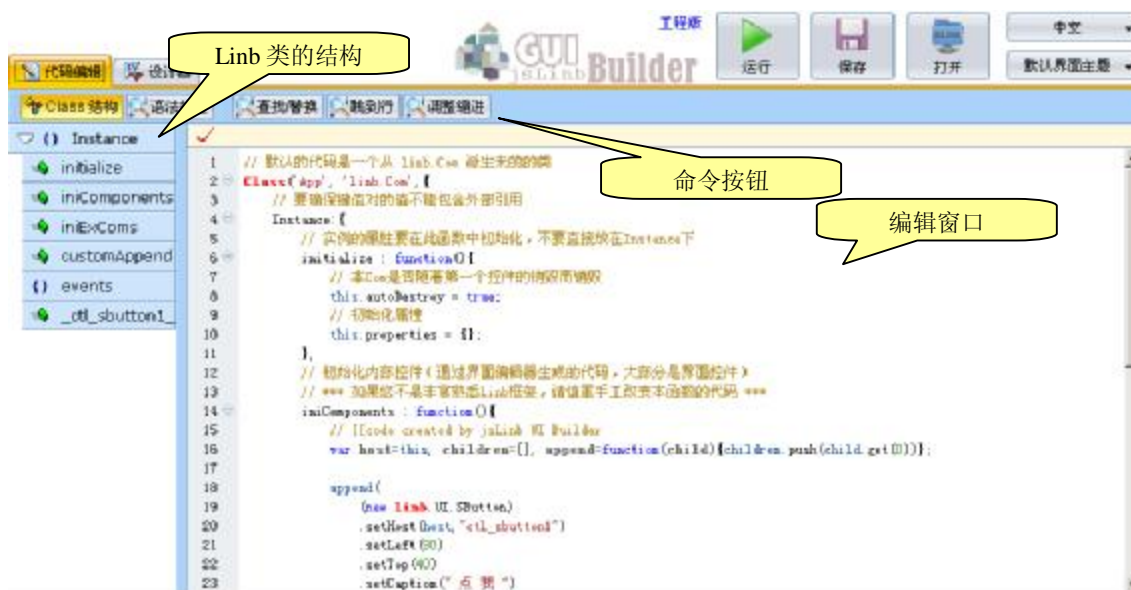 工程版
中文
GUI
jsLinb Builder
运行
保存
打开
默认界面主题
代码编辑
设计
Linb 类的结构
Class 结构
语法
查找/替换
跳到行
调整缩进
命令按钮
编辑窗口
() Instance
initialize
iniComponents
iniExComs
customAppend
() events
_ctl_sbutton1_
1 // 默认的代码是一个从 linb.Com 派生来的的类
2 Class('App', 'linb.Com',{
3 // 要确保键值对的值不能包含外部引用
4 Instance:{
5 // 实例的属性要在此函数中初始化，不要直接放在Instance下
6 initialize : function(){
7 // 本Com是否随着第一个控件的销毁而销毁
8 this.autoDestroy = true;
9 // 初始化属性
10 this.properties = {};
11 },
12 // 初始化内部控件(通过界面编辑器生成的代码，大部分是界面控件)
13 // *** 如果您不是非常熟悉Linb框架，请慎重手工改变本函数的代码 ***
14 iniComponents : function(){
15 // [[code created by jsLinb UI Builder
16 var host=this, children=[], append=function(child){children.push(child.get(0))};
17
18 append(
19 (new linb.UI.SButton)
20 .setHost(host,"ctl_sbutton1")
21 .setLeft(90)
22 .setTop(40)
23 .setCaption(" 点 我 ")